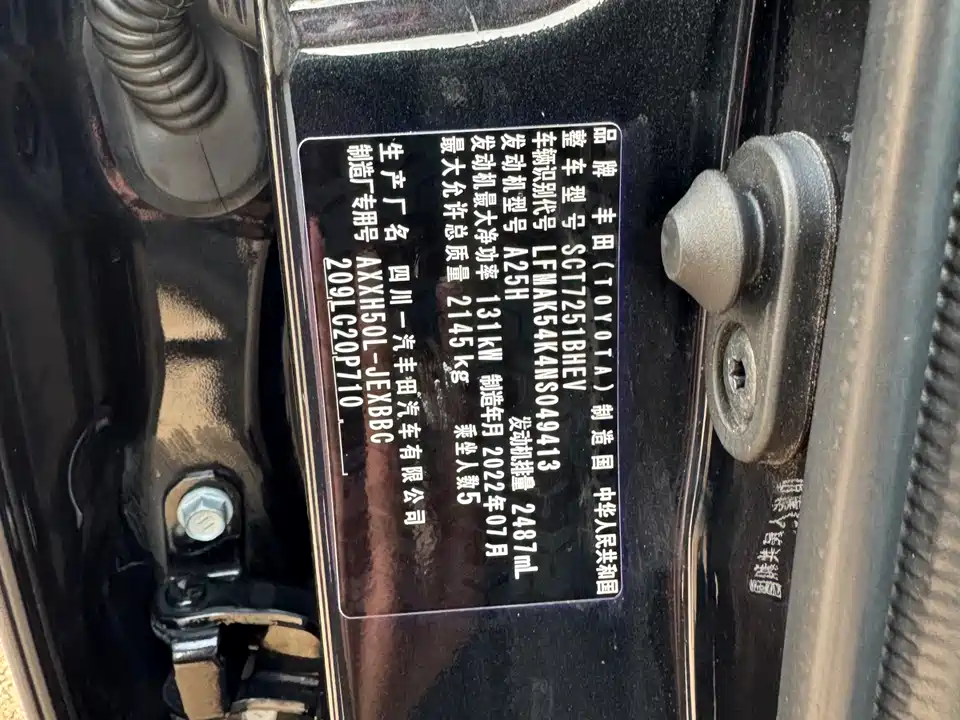 品牌 丰田(TOYOTA) 制造国 中华人民共和国
整车型号 SCT7251BHEV
车辆识别代号 LFMAK54K4NS049413
发动机型号 A25H 发动机排量 2487mL
发动机最大净功率 131kW 制造年月 2022年07月
最大允许总质量 2145kg 乘坐人数5
生产厂名 四川一汽丰田汽车有限公司
制造厂专用号 AXXH50L-JEXBBC
209LC20P710